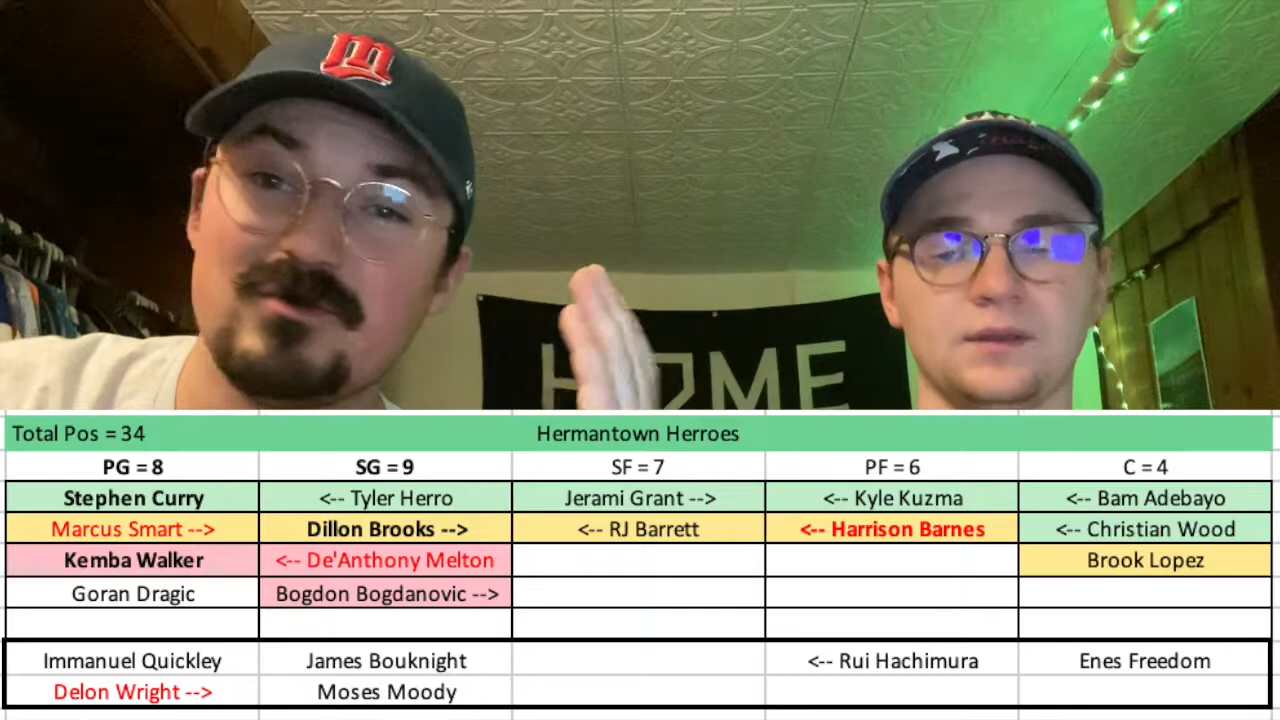 m
HOME
Total Pos = 34 Hermantown Herroes
PG = 8 SG = 9 SF = 7 PF = 6 C = 4
Stephen Curry <-- Tyler Herro Jerami Grant --> <-- Kyle Kuzma <-- Bam Adebayo
Marcus Smart --> Dillon Brooks --> <-- RJ Barrett <-- Harrison Barnes <-- Christian Wood
Kemba Walker <-- De'Anthony Melton Brook Lopez
Goran Dragic Bogdon Bogdanovic -->
Immanuel Quickley James Bouknight <-- Rui Hachimura Enes Freedom
Delon Wright --> Moses Moody